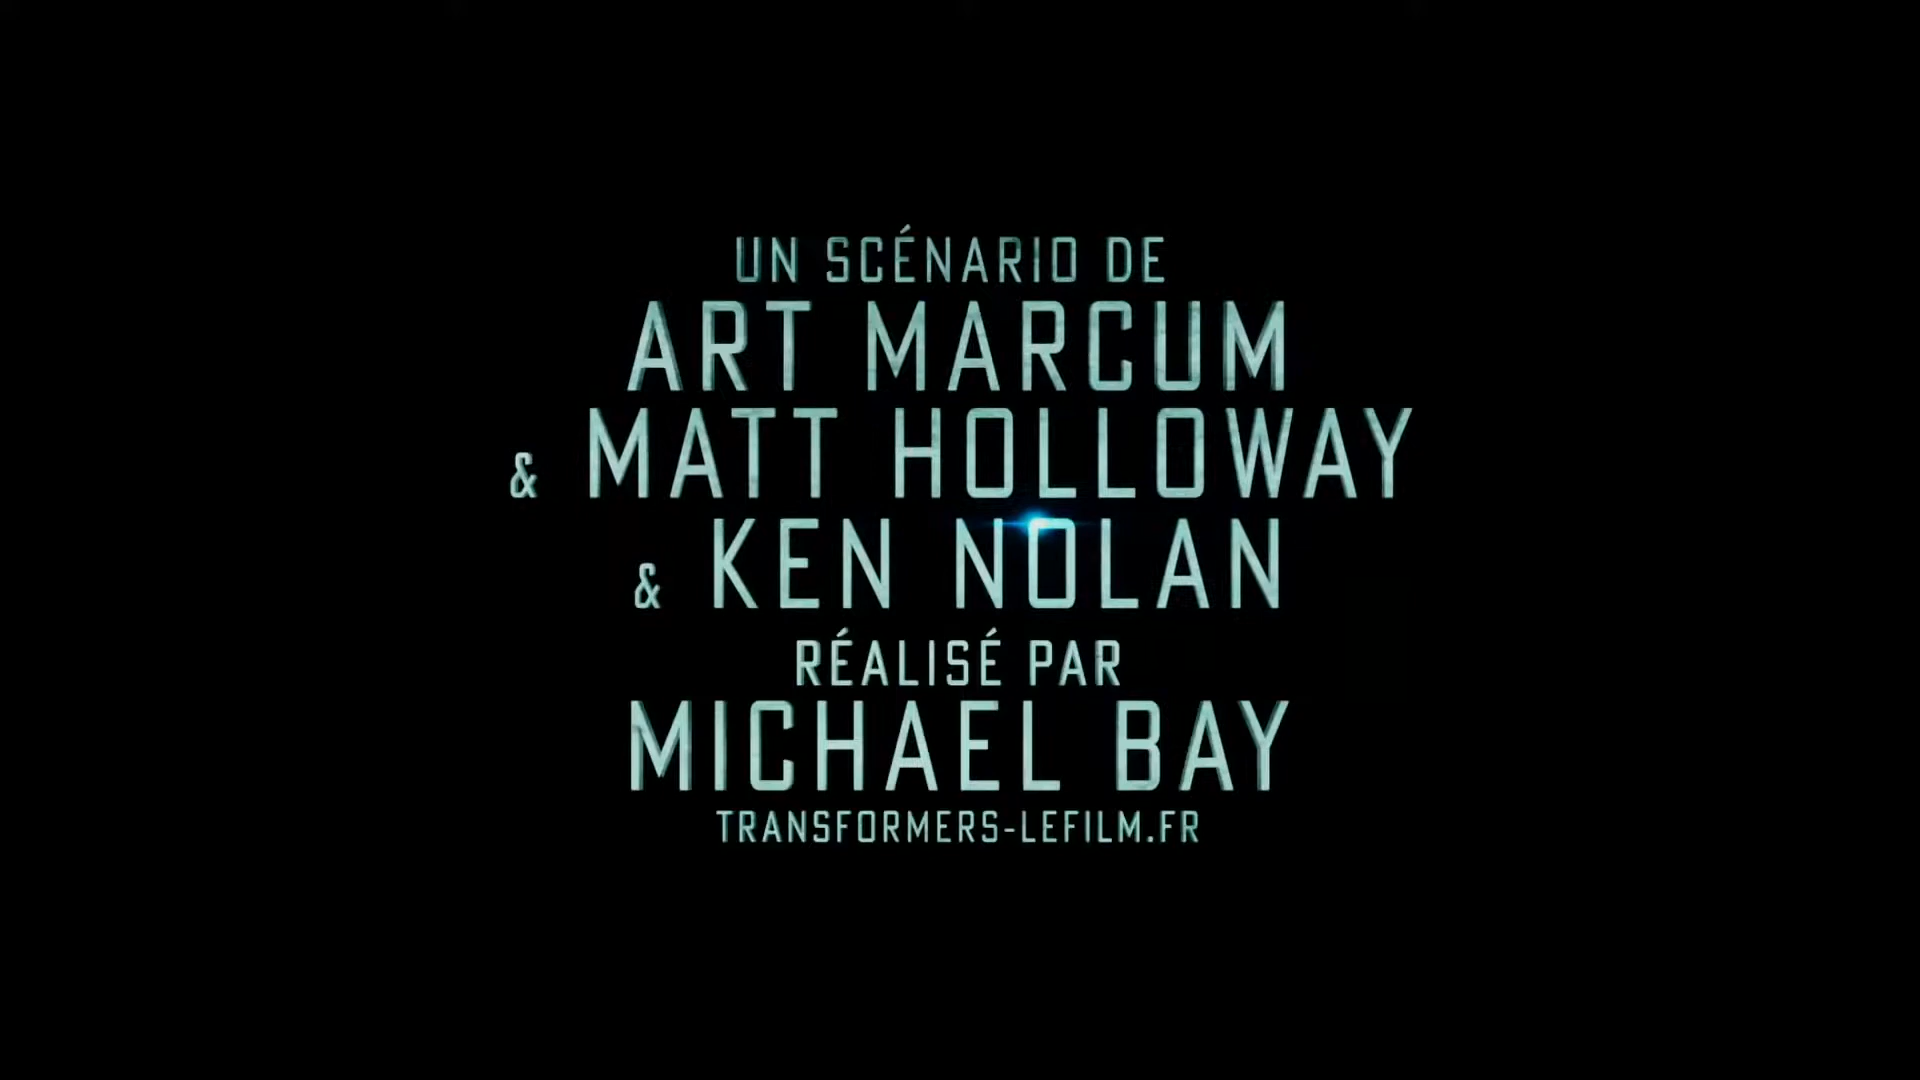 UN SCÉNARIO DE
ART MARCUM
& MATT HOLLOWAY
& KEN NOLAN
RÉALISÉ PAR
MICHAEL BAY
TRANSFORMERS-LEFILM.FR